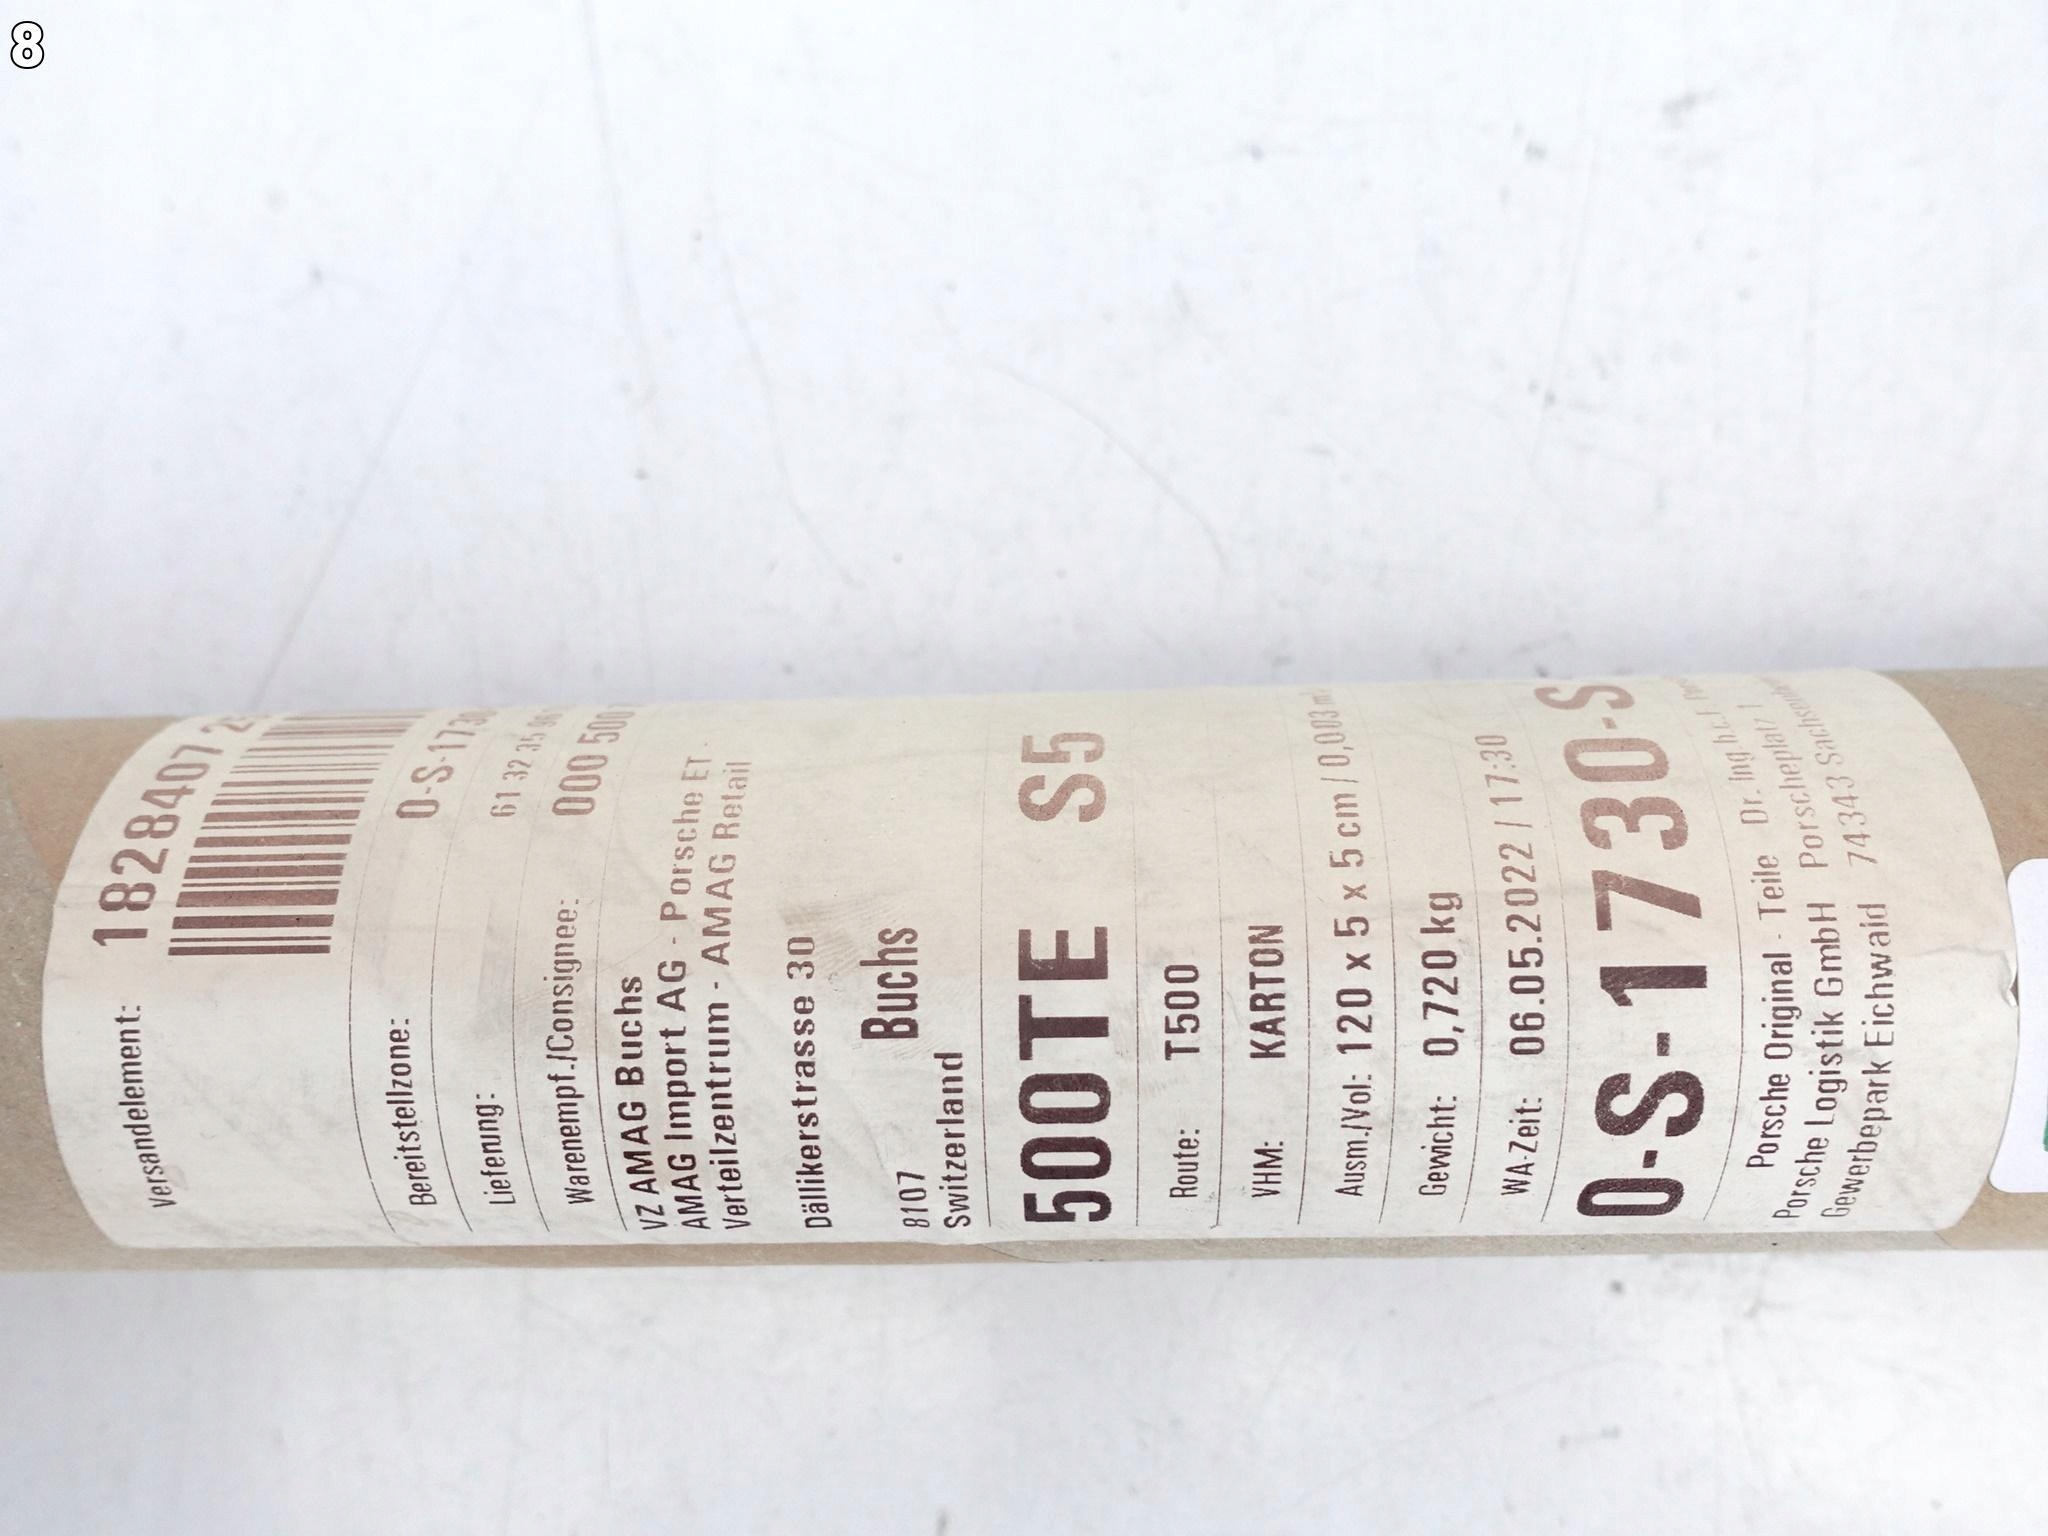 8
Versandelement: 1828407
Bereitstellzone: 0-S-1730
Lieferung: 61 32 35 96
Warenempf./Consignee: 000 500
VZ AMAG Buchs
AMAG Import AG - Porsche ET
Verteilzentrum - AMAG Retail
Dällikerstrasse 30
8107 Buchs
Switzerland
500TE S5
Route: T500
VHM: KARTON
Ausm./Vol: 120 x 5 x 5 cm / 0,003 m
Gewicht: 0,720 kg
WA-Zeit: 06.05.2022 / 17:30
0-S-1730-S
Porsche Original - Teile Dr. Ing h.c. F
Porsche Logistik GmbH Porscheplatz 1
Gewerbepark Eichwald 74343